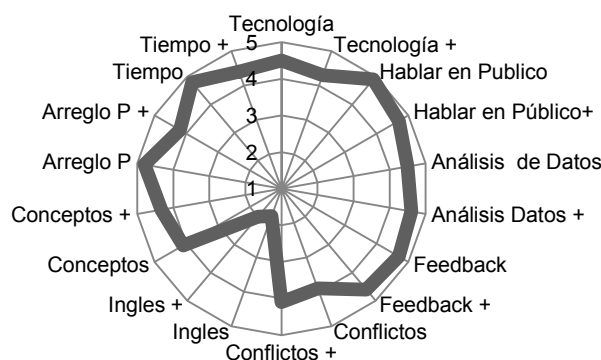 Tecnología
Tecnología +
Hablar en Publico
Hablar en Público+
Análisis  de Datos
Análisis Datos +
Feedback
Feedback +
Conflictos
Conflictos +
Ingles
Ingles +
Conceptos
Conceptos +
Arreglo P
Arreglo P +
Tiempo
Tiempo +
5
4
3
2
1